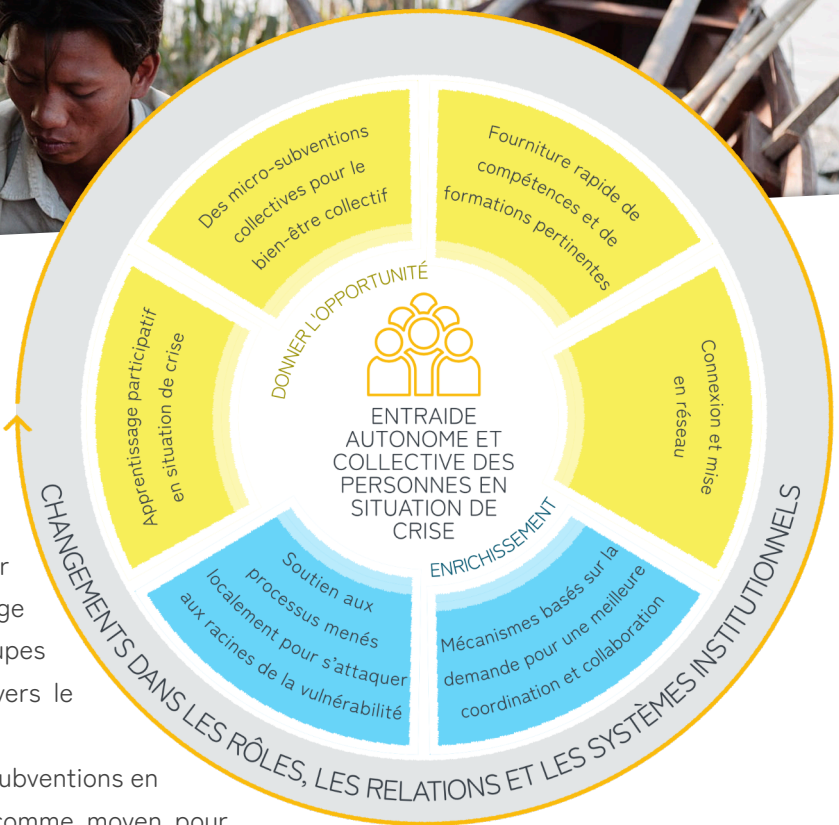 Des micro-subventions
collectives pour le
bien-être collectif
Fourniture rapide de
compétences et de
formations pertinentes
DONNER L'OPPORTUNITÉ
Apprentissage participatif
en situation de crise
Connexion et mise
en réseau
ENTRAIDE
AUTONOME ET
COLLECTIVE DES
PERSONNES EN
SITUATION DE
CRISE
ENRICHISSEMENT
Soutien aux
processus menés
localement pour s'attaquer
aux racines de la vulnérabilité
Mécanismes basés sur la
demande pour une meilleure
coordination et collaboration
CHANGEMENTS DANS LES RÔLES, LES RELATIONS ET LES SYSTÈMES INSTITUTIONNELS
vers le
subventions en
comme moyen pour